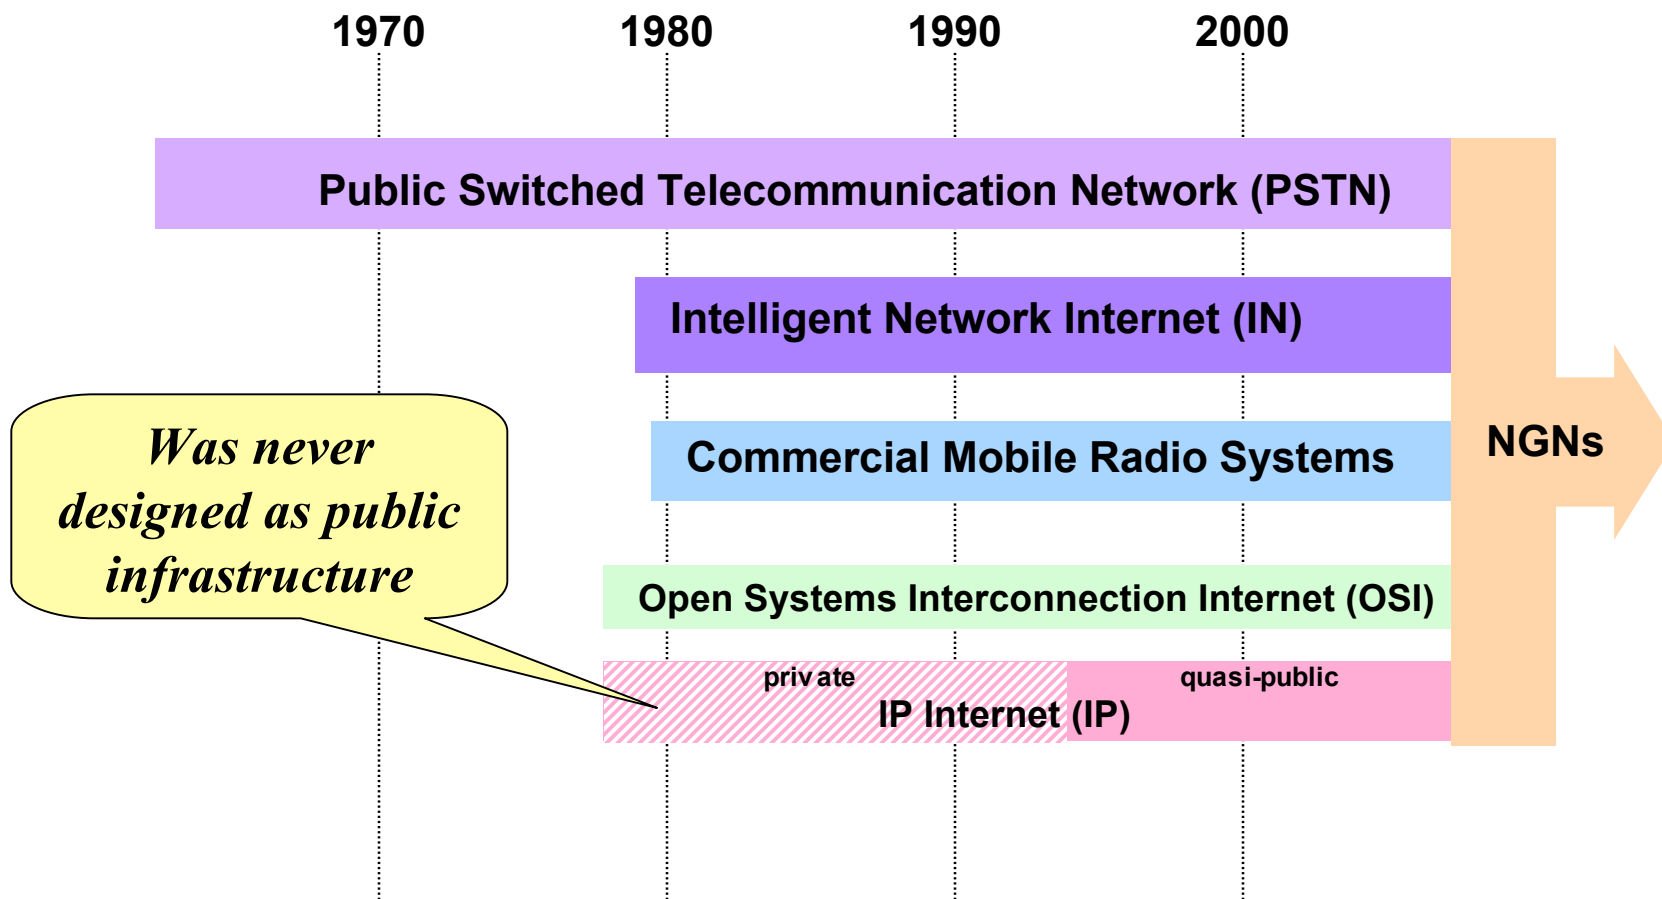 1970 1980 1990 2000
Public Switched Telecommunication Network (PSTN)
Intelligent Network Internet (IN)
Commercial Mobile Radio Systems
NGNs
Was never
designed as public
infrastructure
Open Systems Interconnection Internet (OSI)
private quasi-public
IP Internet (IP)